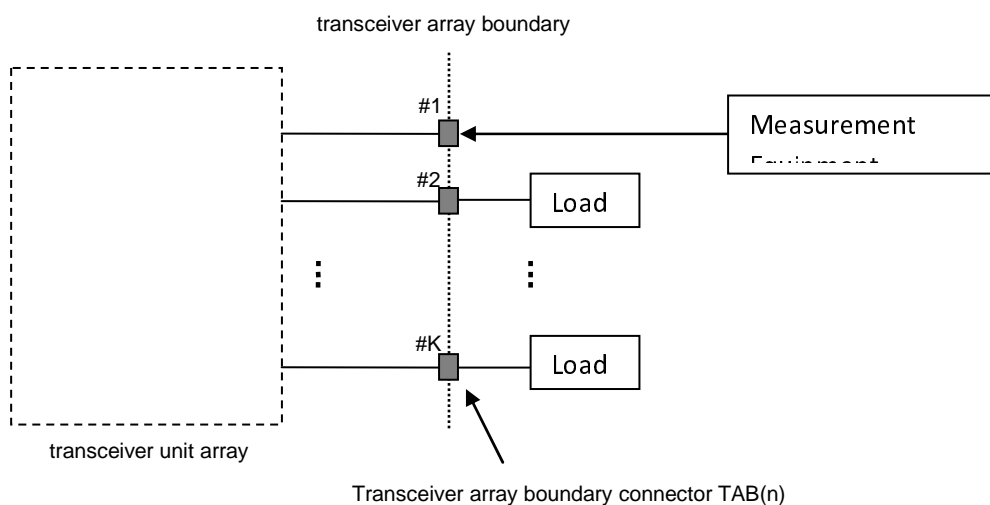 transceiver array boundary
#1
Measurement
#2
Load
#K
Load
transceiver unit array
Transceiver array boundary connector TAB(n)